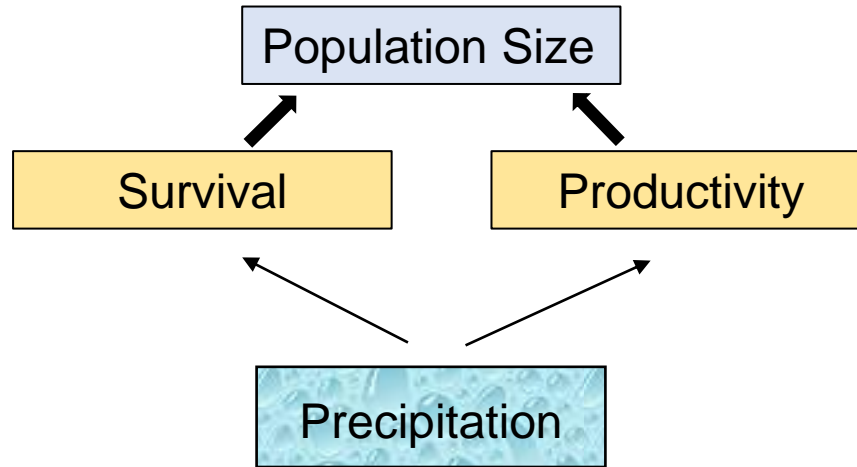 Population Size
Survival
Productivity
Precipitation